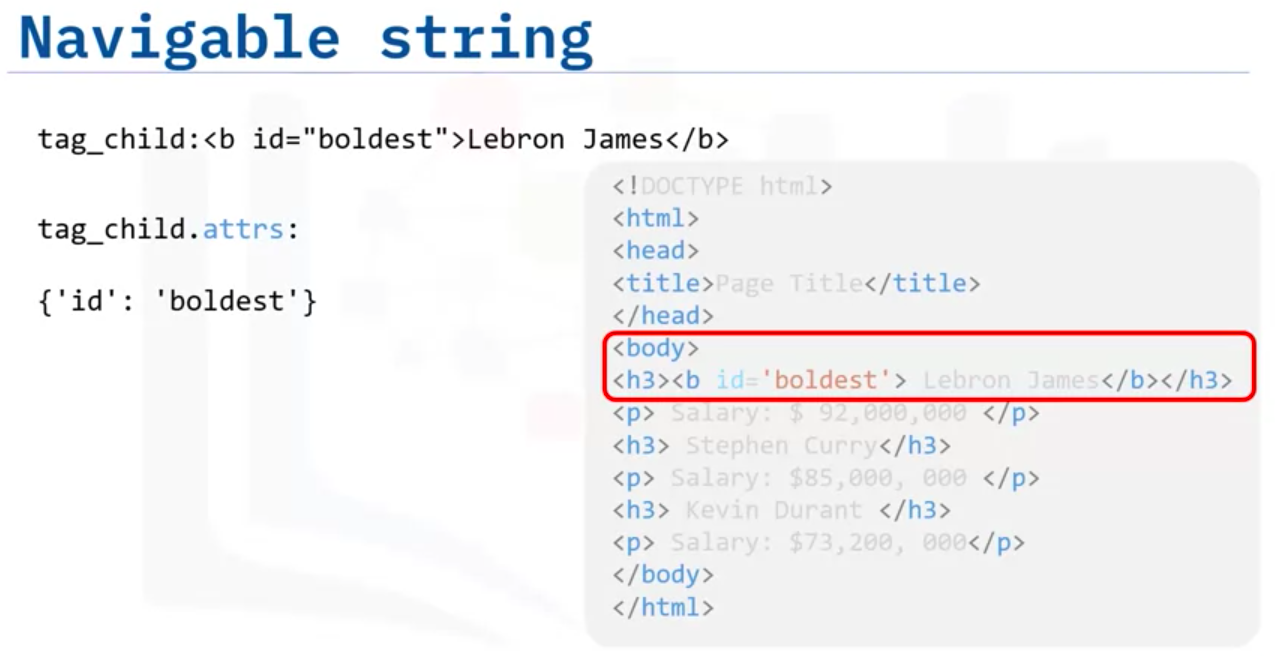 Navigable string
tag_child:<b id="boldest">Lebron James</b>
tag_child.attrs:
{'id': 'boldest'}
<!DOCTYPE html>
<html>
<head>
<title>Page Title</title>
</head>
<body>
<h3><b id='boldest'> Lebron James</b></h3>
<p> Salary: $ 92,000,000 </p>
<h3> Stephen Curry</h3>
<p> Salary: $85,000, 000 </p>
<h3> Kevin Durant </h3>
<p> Salary: $73,200, 000</p>
</body>
</html>